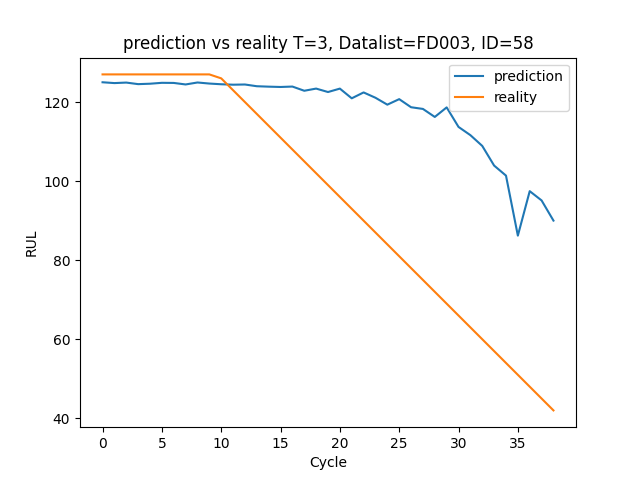 prediction vs reality T=3, Datalist=FD003, ID=58
prediction
reality
120
100
80
60
40
RUL
0 5 10 15 20 25 30 35
Cycle